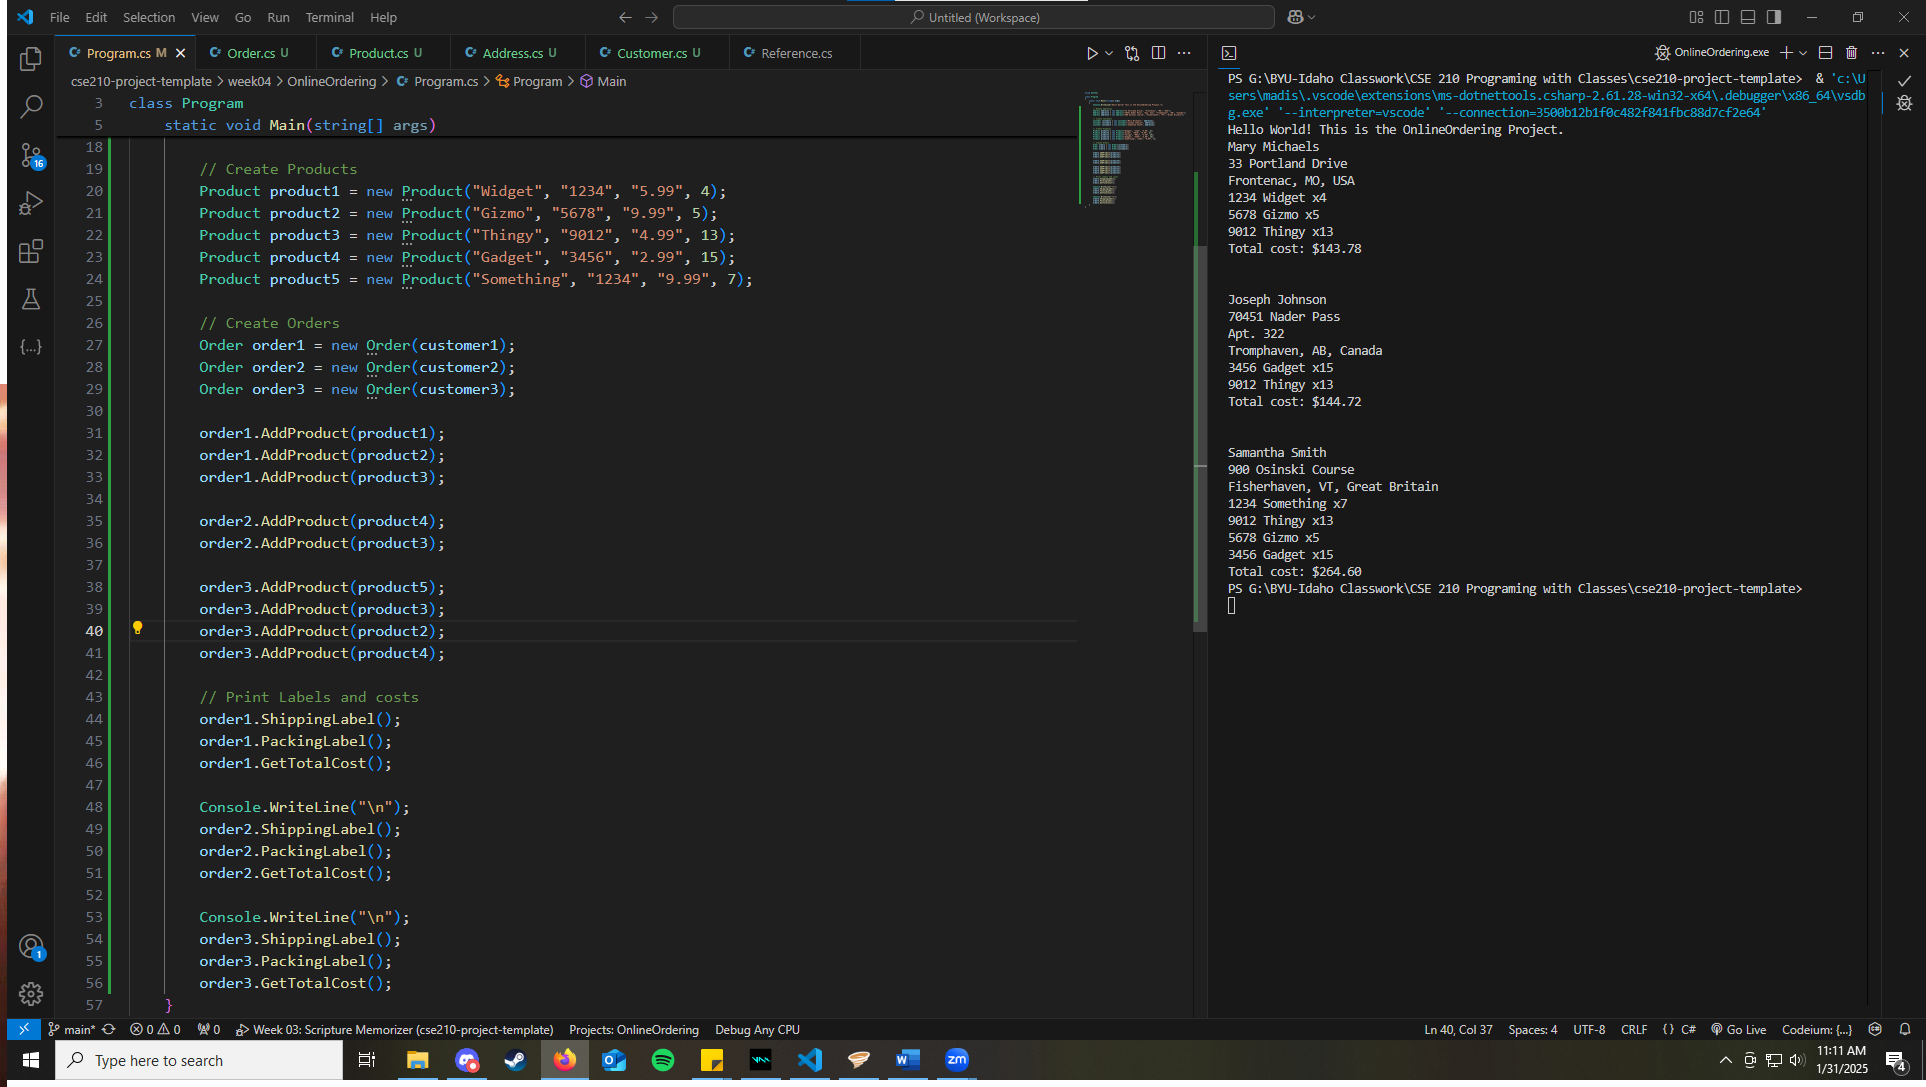 File Edit Selection View Go Run Terminal Help
Untitled (Workspace)
Program.cs M
Order.cs U
Product.cs U
Address.cs U
Customer.cs U
Reference.cs
cse210-project-template > week04 > OnlineOrdering > Program.cs > Program > Main
3 class Program
5 static void Main(string[] args)
18
19 // Create Products
20 Product product1 = new Product("Widget", "1234", "5.99", 4);
21 Product product2 = new Product("Gizmo", "5678", "9.99", 5);
22 Product product3 = new Product("Thingy", "9012", "4.99", 13);
23 Product product4 = new Product("Gadget", "3456", "2.99", 15);
24 Product product5 = new Product("Something", "1234", "9.99", 7);
25
26 // Create Orders
27 Order order1 = new Order(customer1);
28 Order order2 = new Order(customer2);
29 Order order3 = new Order(customer3);
30
31 order1.AddProduct(product1);
32 order1.AddProduct(product2);
33 order1.AddProduct(product3);
34
35 order2.AddProduct(product4);
36 order2.AddProduct(product3);
37
38 order3.AddProduct(product5);
39 order3.AddProduct(product3);
40 order3.AddProduct(product2);
41 order3.AddProduct(product4);
42
43 // Print Labels and costs
44 order1.ShippingLabel();
45 order1.PackingLabel();
46 order1.GetTotalCost();
47
48 Console.WriteLine("\n");
49 order2.ShippingLabel();
50 order2.PackingLabel();
51 order2.GetTotalCost();
52
53 Console.WriteLine("\n");
54 order3.ShippingLabel();
55 order3.PackingLabel();
56 order3.GetTotalCost();
57 }
OnlineOrdering.exe
PS G:\BYU-Idaho Classwork\CSE 210 Programing with Classes\cse210-project-template> & 'c:\U
sers\madis\.vscode\extensions\ms-dotnettools.csharp-2.61.28-win32-x64\.debugger\x86_64\vsdb
g.exe' '--interpreter=vscode' '--connection=3500b12b1f0c482f841fbc88d7cf2e64'
Hello World! This is the OnlineOrdering Project.
Mary Michaels
33 Portland Drive
Frontenac, MO, USA
1234 Widget x4
5678 Gizmo x5
9012 Thingy x13
Total cost: $143.78
Joseph Johnson
70451 Nader Pass
Apt. 322
Tromphaven, AB, Canada
3456 Gadget x15
9012 Thingy x13
Total cost: $144.72
Samantha Smith
900 Osinski Course
Fisherhaven, VT, Great Britain
1234 Something x7
9012 Thingy x13
5678 Gizmo x5
3456 Gadget x15
Total cost: $264.60
PS G:\BYU-Idaho Classwork\CSE 210 Programing with Classes\cse210-project-template>
16
1
main* 0 0 0 Week 03: Scripture Memorizer (cse210-project-template) Projects: OnlineOrdering Debug Any CPU
Ln 40, Col 37 Spaces: 4 UTF-8 CRLF {} C# Go Live Codeium: {...}
Type here to search
W
zm
11:11 AM
1/31/2025
4